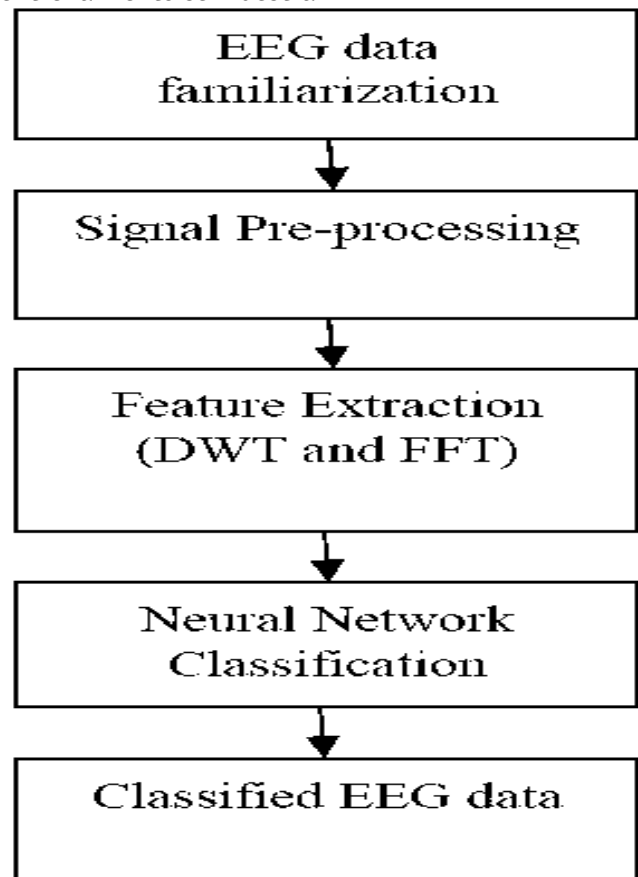 EEG data
familiarization
Signal Pre-processing
Feature Extraction
(DWT and FFT)
Neural Network
Classification
Classified EEG data